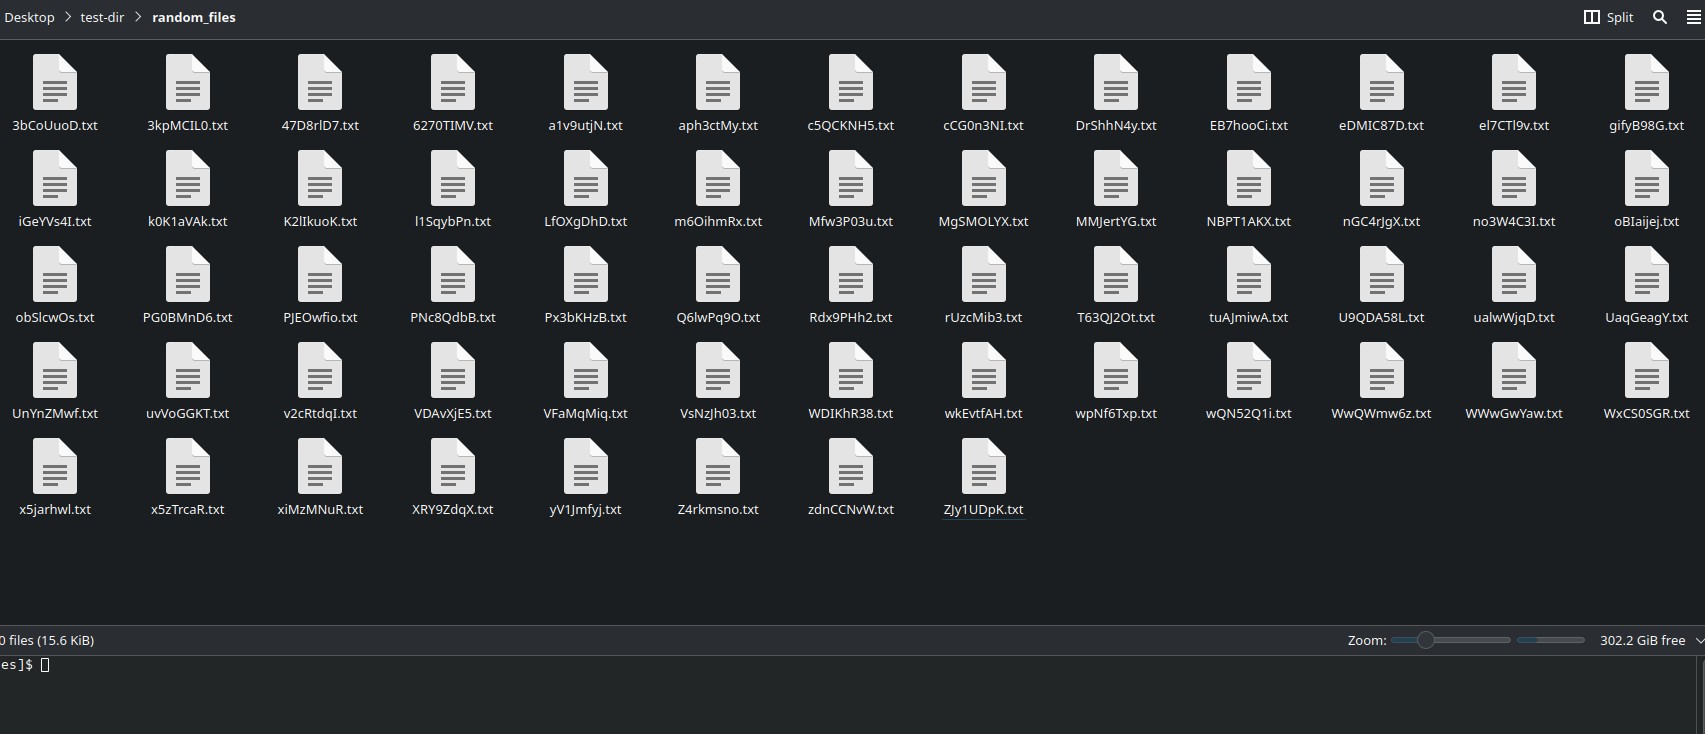 Desktop > test-dir > random_files Split
3bCoUuoD.txt 3kpMCIL0.txt 47D8rlD7.txt 6270TIMV.txt a1v9utjN.txt aph3ctMy.txt c5QCKNH5.txt cCG0n3NI.txt DrShhN4y.txt EB7hooCi.txt eDMIC87D.txt el7CTl9v.txt gifyB98G.txt
iGeYVs4I.txt k0K1aVAk.txt K2lIkuoK.txt l1SqybPn.txt LfOXgDhD.txt m6OihmRx.txt Mfw3P03u.txt MgSMOLYX.txt MMJertYG.txt NBPT1AKX.txt nGC4rJgX.txt no3W4C3I.txt oBIaijej.txt
obSlcwOs.txt PG0BMnD6.txt PJEOwfio.txt PNc8QdbB.txt Px3bKHzB.txt Q6lwPq9O.txt Rdx9PHh2.txt rUzcMib3.txt T63QJ2Ot.txt tuAJmiwA.txt U9QDA58L.txt ualwWjqD.txt UaqGeagY.txt
UnYnZMwf.txt uvVoGGKT.txt v2cRtdqI.txt VDAvXjE5.txt VFaMqMiq.txt VsNzJh03.txt WDIKhR38.txt wkEvtfAH.txt wpNf6Txp.txt wQN52Q1i.txt WwQWmw6z.txt WWwGwYaw.txt WxCS0SGR.txt
x5jarhwl.txt x5zTrcaR.txt xiMzMNuR.txt XRY9ZdqX.txt yV1Jmfyj.txt Z4rkmsno.txt zdnCCNvW.txt ZJy1UDpK.txt
0 files (15.6 KiB) Zoom: 302.2 GiB free
es]$